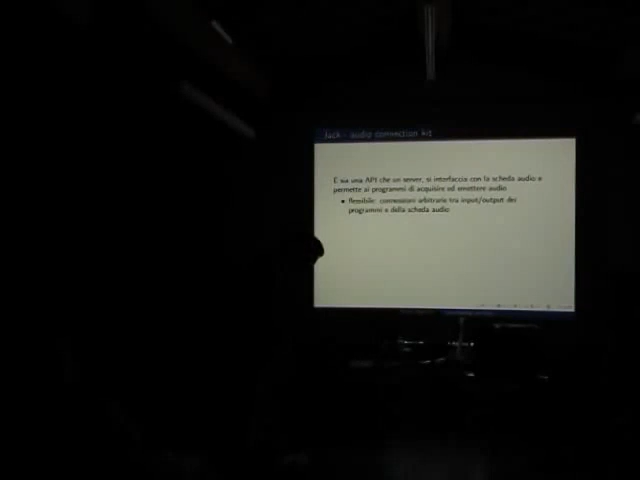 Jack - audio connection kit
È sia una API che un server, si interfaccia con la scheda audio e
permette ai programmi di acquisire ed emettere audio
• flessibile: connessioni arbitrarie tra input/output dei
programmi e della scheda audio